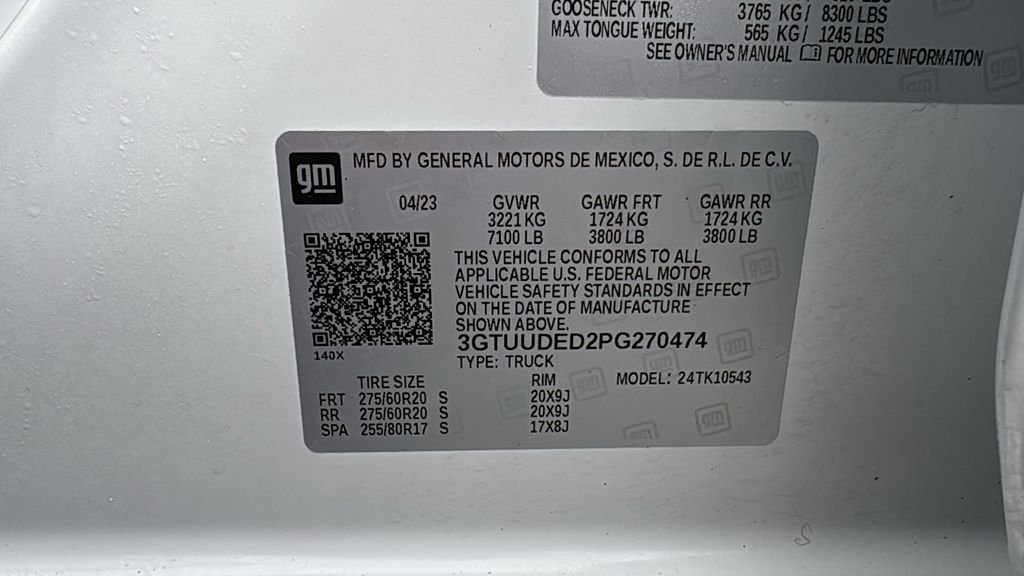 GOOSENECK TWR: 3765 KG/ 8300 LBS
MAX TONGUE WEIGHT: 565 KG/ 1245 LBS
SEE OWNER'S MANUAL FOR MORE INFORMATION
gm
MFD BY GENERAL MOTORS DE MEXICO, S. DE R.L. DE C.V.
04/23 GVWR GAWR FRT GAWR RR
3221 KG 1724 KG 1724 KG
7100 LB 3800 LB 3800 LB
THIS VEHICLE CONFORMS TO ALL
APPLICABLE U.S. FEDERAL MOTOR
VEHICLE SAFETY STANDARDS IN EFFECT
ON THE DATE OF MANUFACTURE
SHOWN ABOVE.
3GTUUDED2PG270474
140X
TYPE: TRUCK
TIRE SIZE RIM MODEL: 24TK10543
FRT 275/60R20 S 20X9J
RR 275/60R20 S 20X9J
SPA 255/80R17 S 17X8J